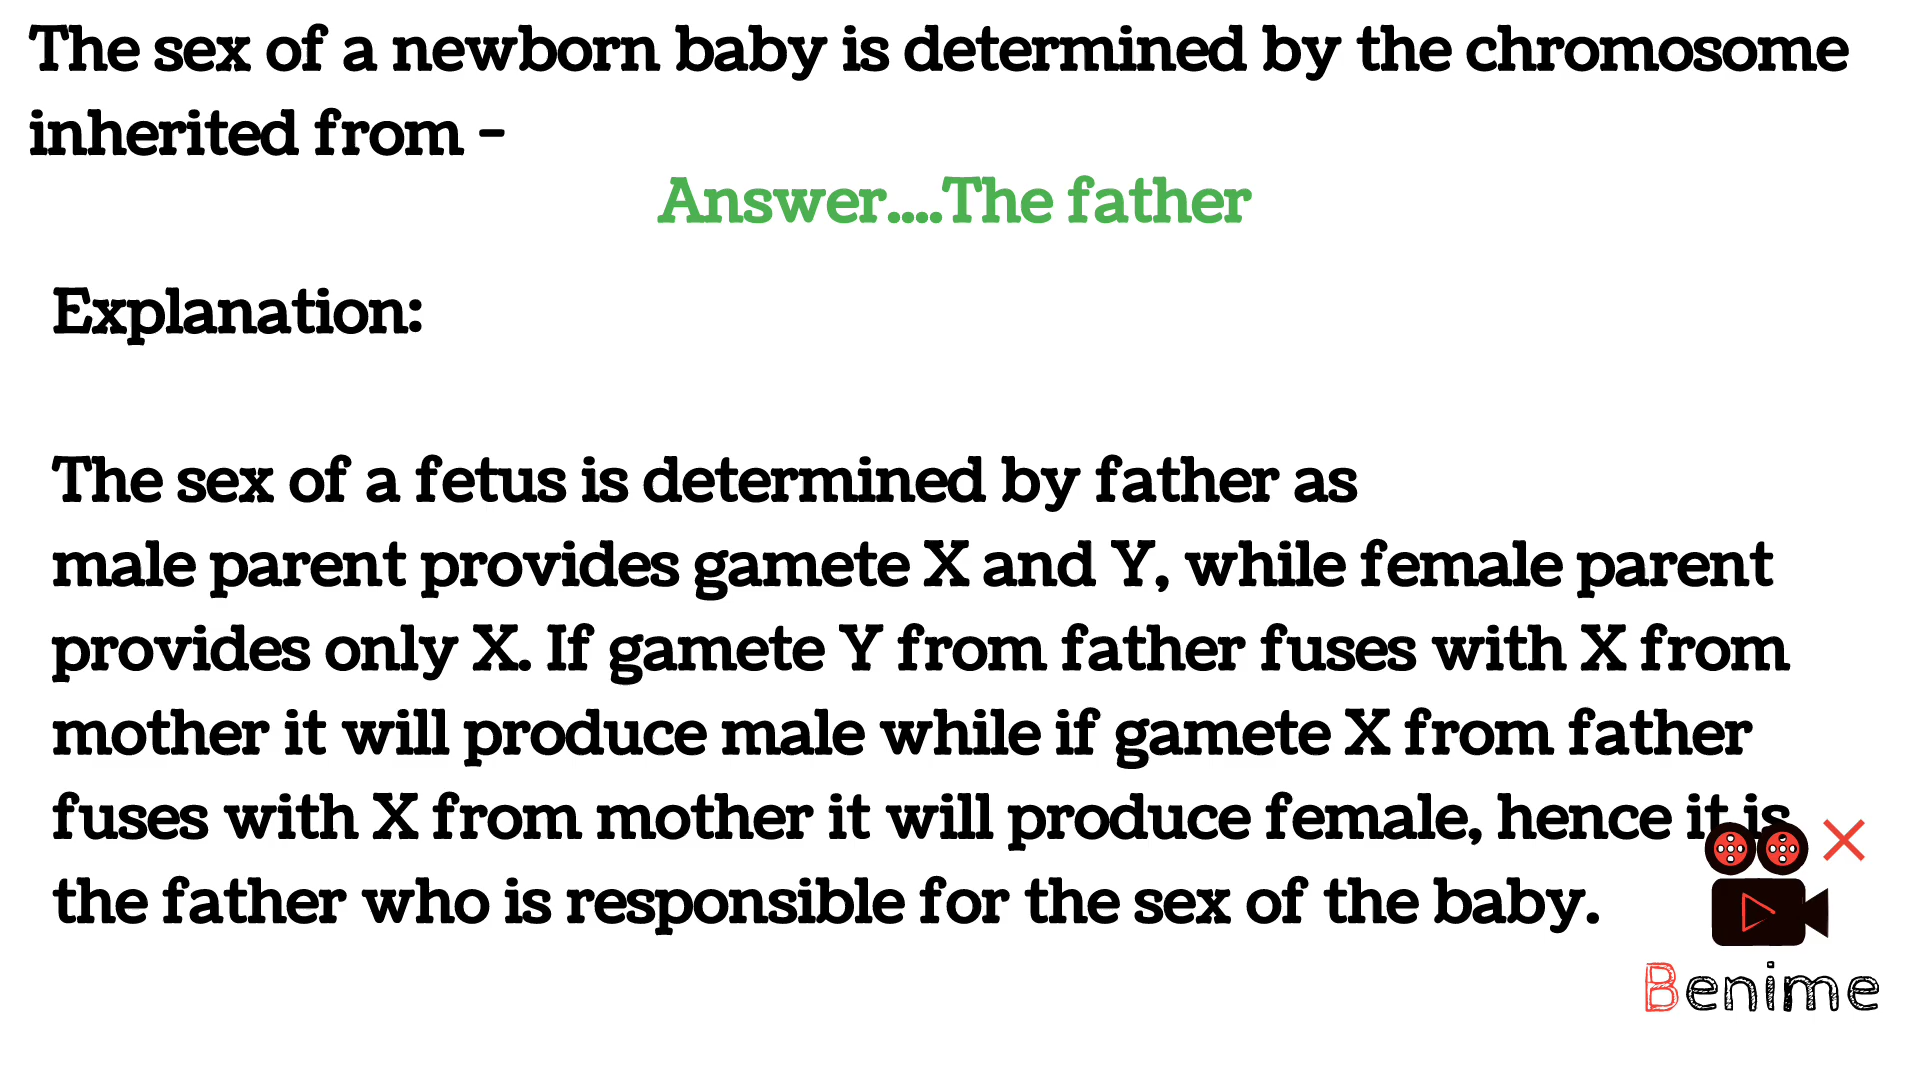 The sex of a newborn baby is determined by the chromosome
inherited from -
Answer....The father
Explanation:
The sex of a fetus is determined by father as
male parent provides gamete X and Y, while female parent
provides only X. If gamete Y from father fuses with X from
mother it will produce male while if gamete X from father
fuses with X from mother it will produce female, hence it is
the father who is responsible for the sex of the baby.
Benime